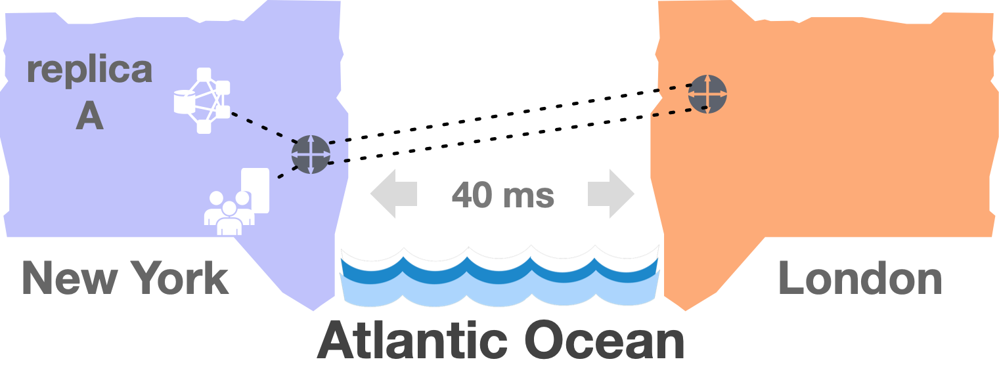 replica
A
40 ms
New York
London
Atlantic Ocean